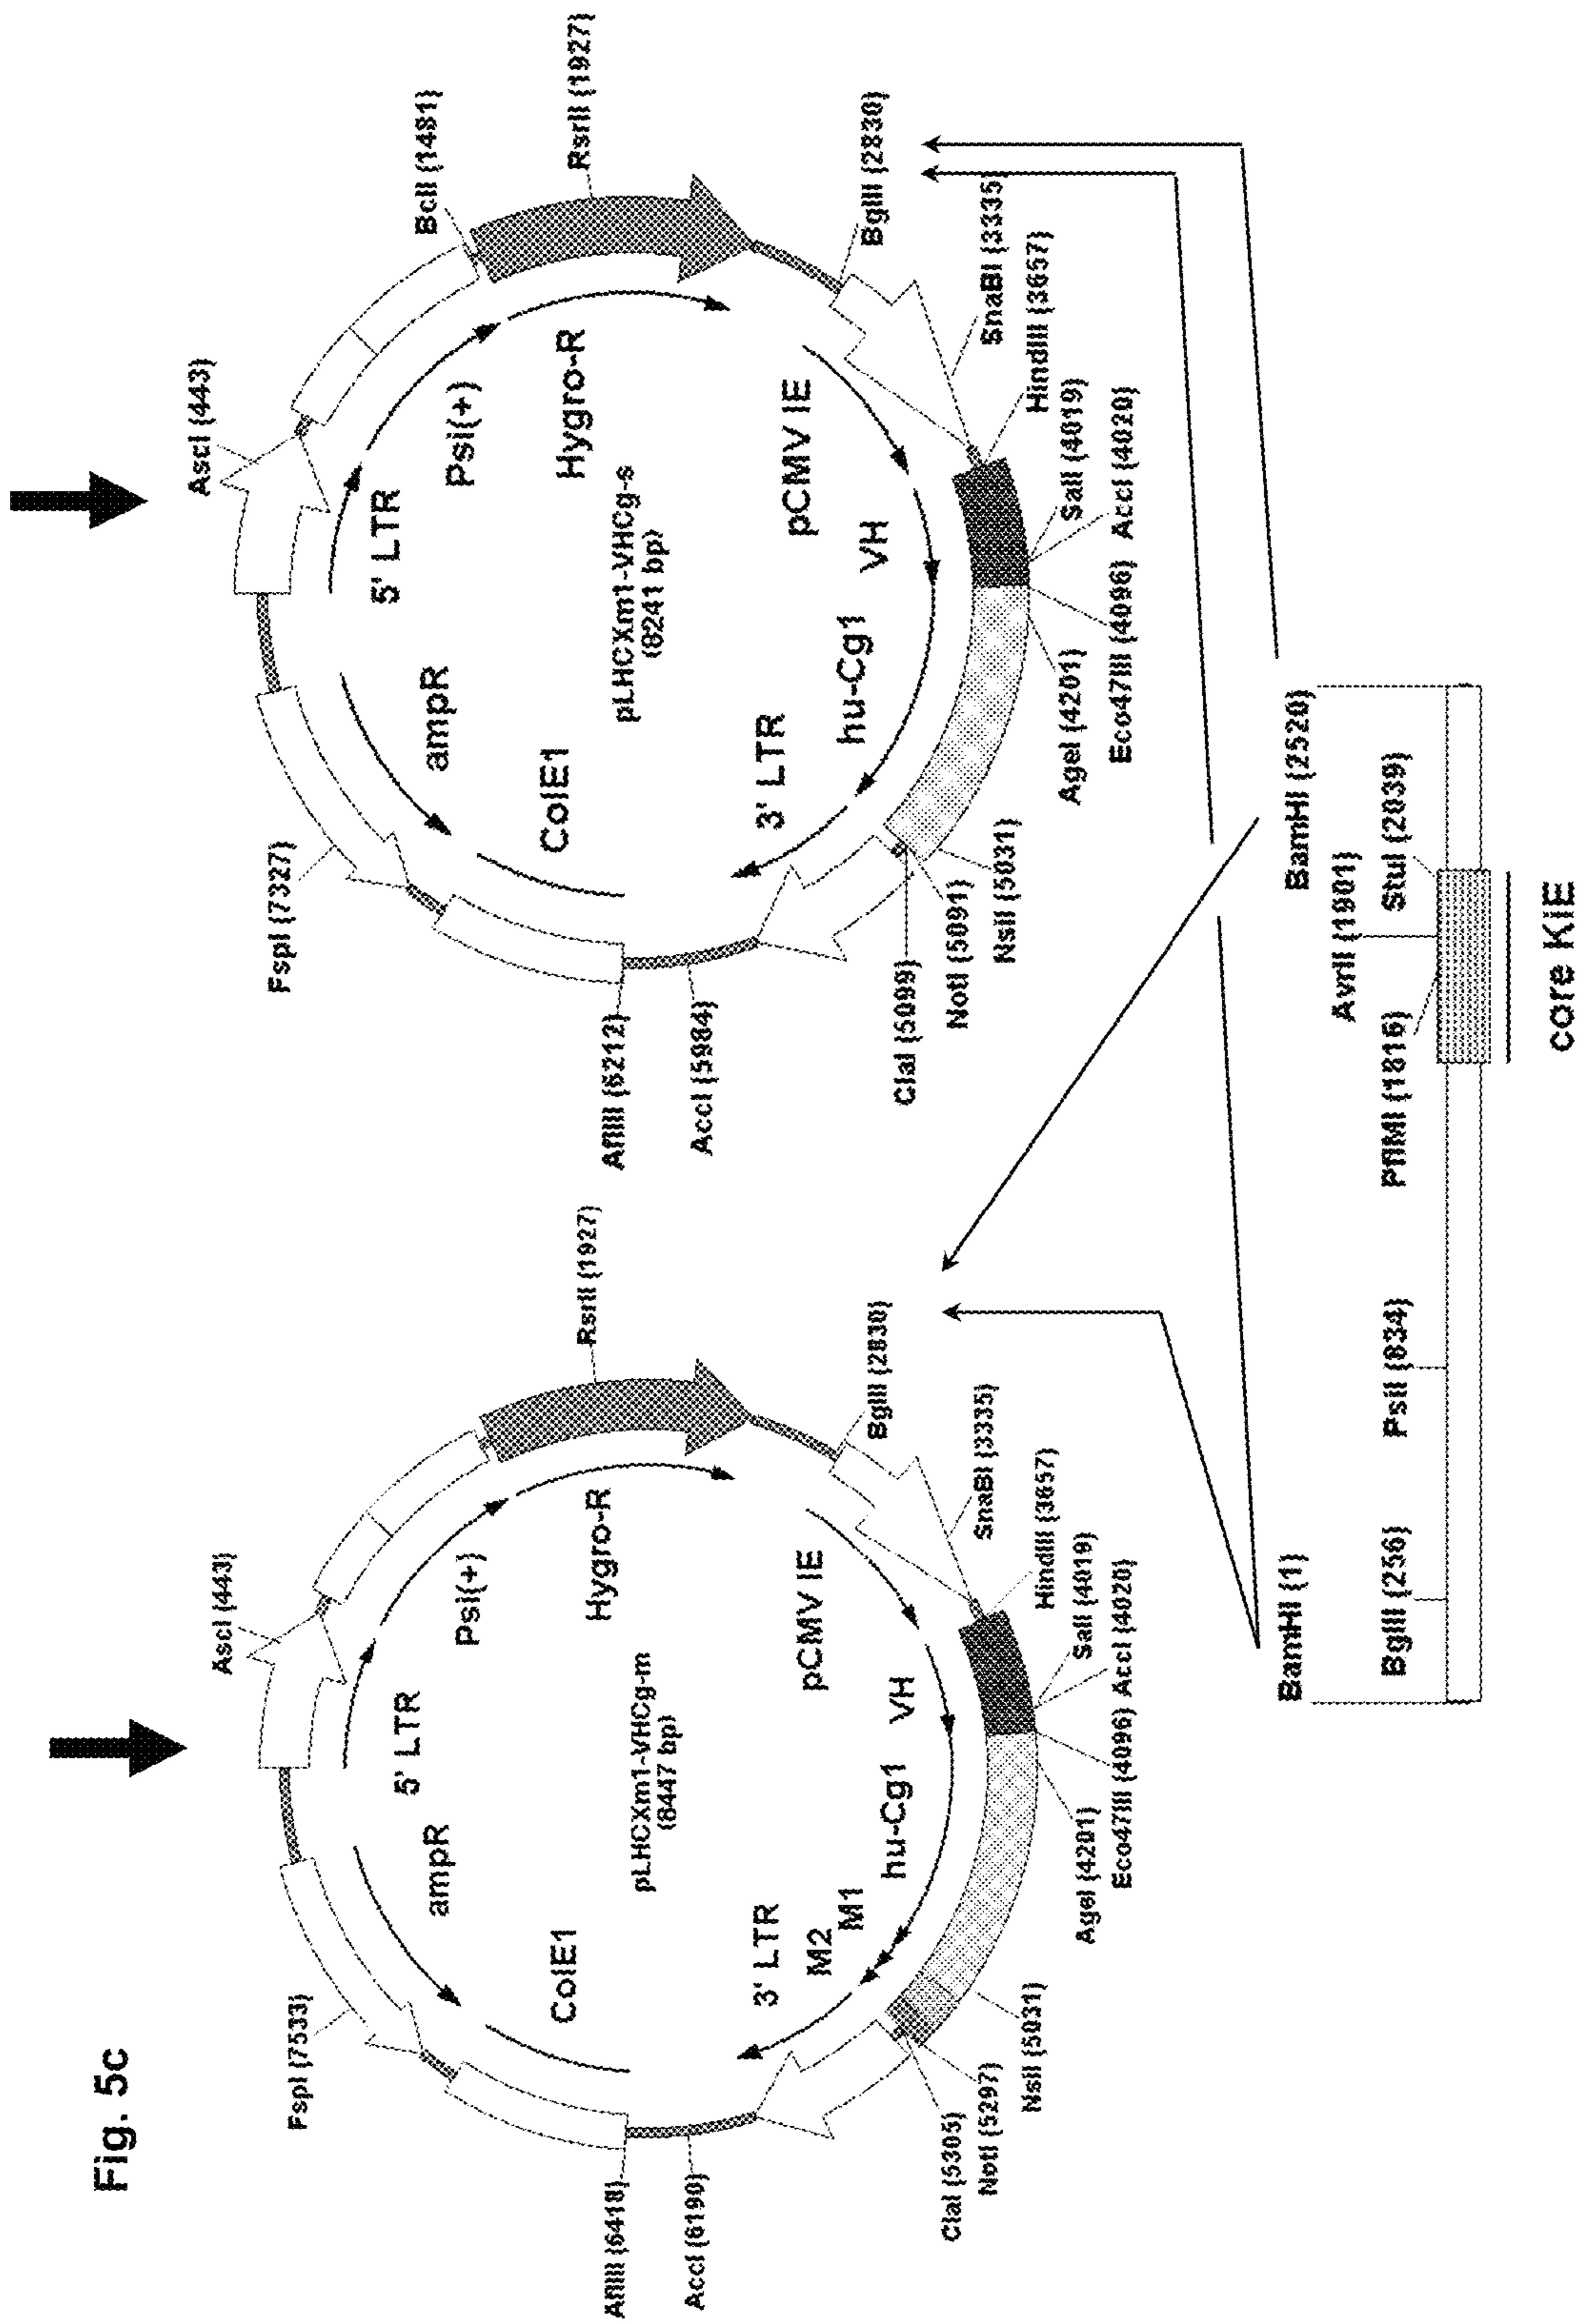 Fig. 5c
AscI {443}
5' LTR
Psi(+)
RsrII {1927}
Hygro-R
BglII {2830}
pCMV IE
SnaBI {3335}
HindIII {3657}
VH
SalI {4019}
AccI {4020}
Eco47III {4096}
AgeI {4201}
hu-Cg1
M1
M2
NsiI {5031}
NotI {5297}
ClaI {5305}
3' LTR
AccI {6190}
AflIII {6418}
ColE1
FspI {7533}
ampR
pLHCXm1-VHCg-m
(8447 bp)
AscI {443}
5' LTR
Psi(+)
BclI {1481}
RsrII {1927}
Hygro-R
BglII {2830}
pCMV IE
SnaBI {3335}
HindIII {3657}
VH
SalI {4019}
AccI {4020}
Eco47III {4096}
AgeI {4201}
hu-Cg1
NsiI {5031}
NotI {5091}
ClaI {5099}
3' LTR
AccI {5984}
AflIII {6212}
ColE1
FspI {7327}
ampR
pLHCXm1-VHCg-s
(8241 bp)
BamHI {1}
BamHI {2520}
BglII {256}
PsiI {834}
PflMI {1816}
AvrII {1901}
StuI {2039}
core KiE